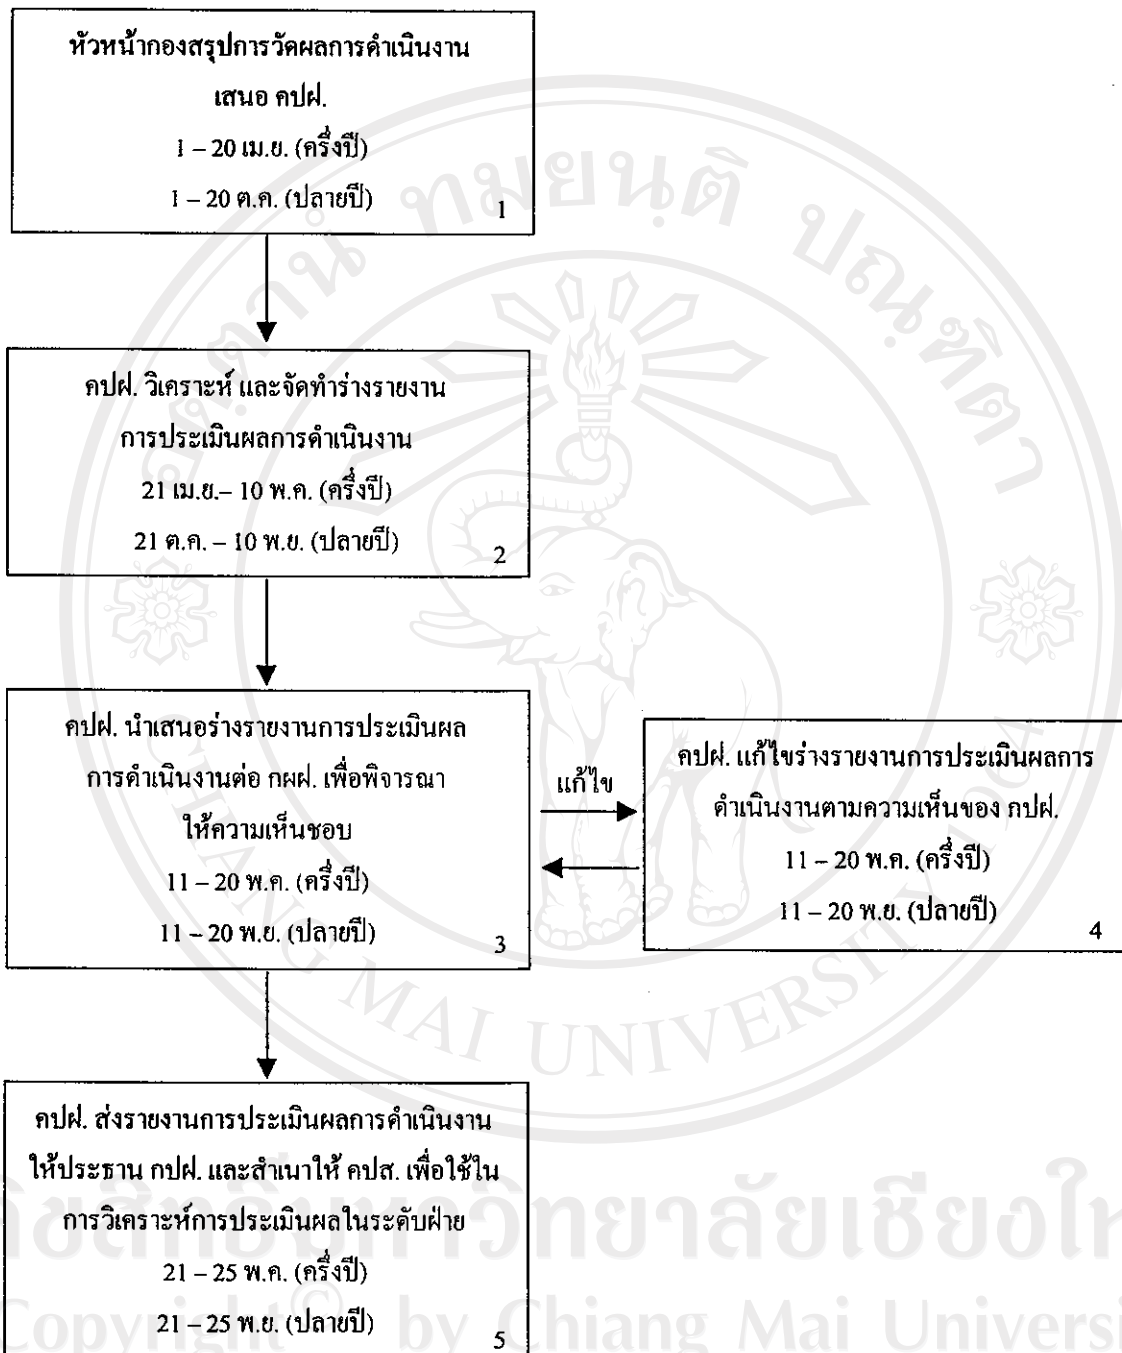 หัวหน้ากองสรุปการวัดผลการดำเนินงาน
เสนอ คปฝ.
1 – 20 เม.ย. (ครึ่งปี)
1 – 20 ต.ค. (ปลายปี)
1
คปฝ. วิเคราะห์ และจัดทำร่างรายงาน
การประเมินผลการดำเนินงาน
21 เม.ย.– 10 พ.ค. (ครึ่งปี)
21 ต.ค. – 10 พ.ย. (ปลายปี)
2
คปฝ. นำเสนอร่างรายงานการประเมินผล
การดำเนินงานต่อ กผฝ. เพื่อพิจารณา
ให้ความเห็นชอบ
11 – 20 พ.ค. (ครึ่งปี)
11 – 20 พ.ย. (ปลายปี)
3
แก้ไข
คปฝ. แก้ไขร่างรายงานการประเมินผลการ
ดำเนินงานตามความเห็นของ กปฝ.
11 – 20 พ.ค. (ครึ่งปี)
11 – 20 พ.ย. (ปลายปี)
4
คปฝ. ส่งรายงานการประเมินผลการดำเนินงาน
ให้ประธาน กปฝ. และสำเนาให้ คปส. เพื่อใช้ใน
การวิเคราะห์การประเมินผลในระดับฝ่าย
21 – 25 พ.ค. (ครึ่งปี)
21 – 25 พ.ย. (ปลายปี)
5
อตฺตานํ ทมยนฺติ ปณฺฑิตา
CHIANG MAI UNIVERSITY
Copyright© by Chiang Mai Universi